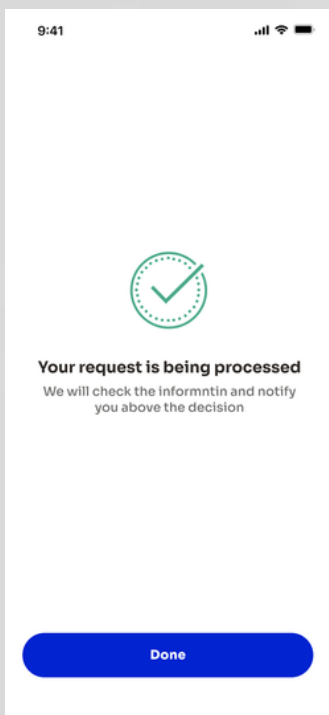 9:41
Your request is being processed
We will check the informntin and notify
you above the decision
Done